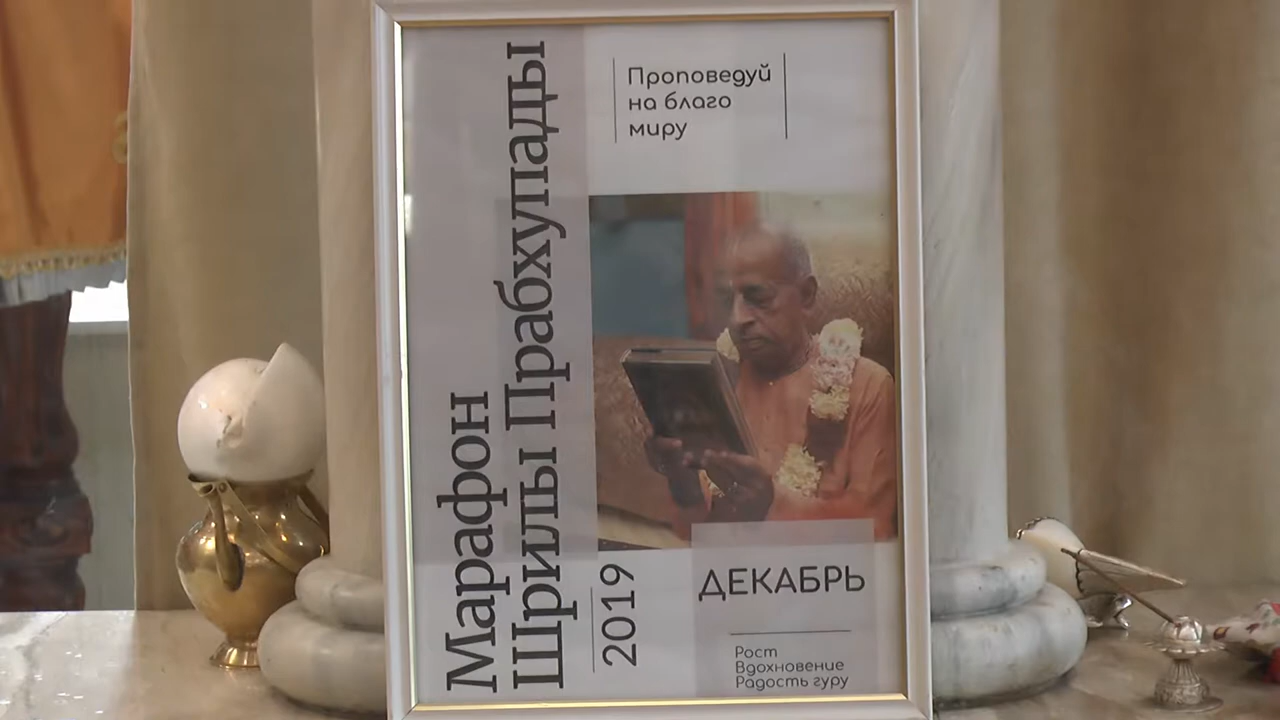 Марафон
Шрилы Прабхупады
2019
Проповедуй
на благо
миру
ДЕКАБРЬ
Рост
Вдохновение
Радость гуру